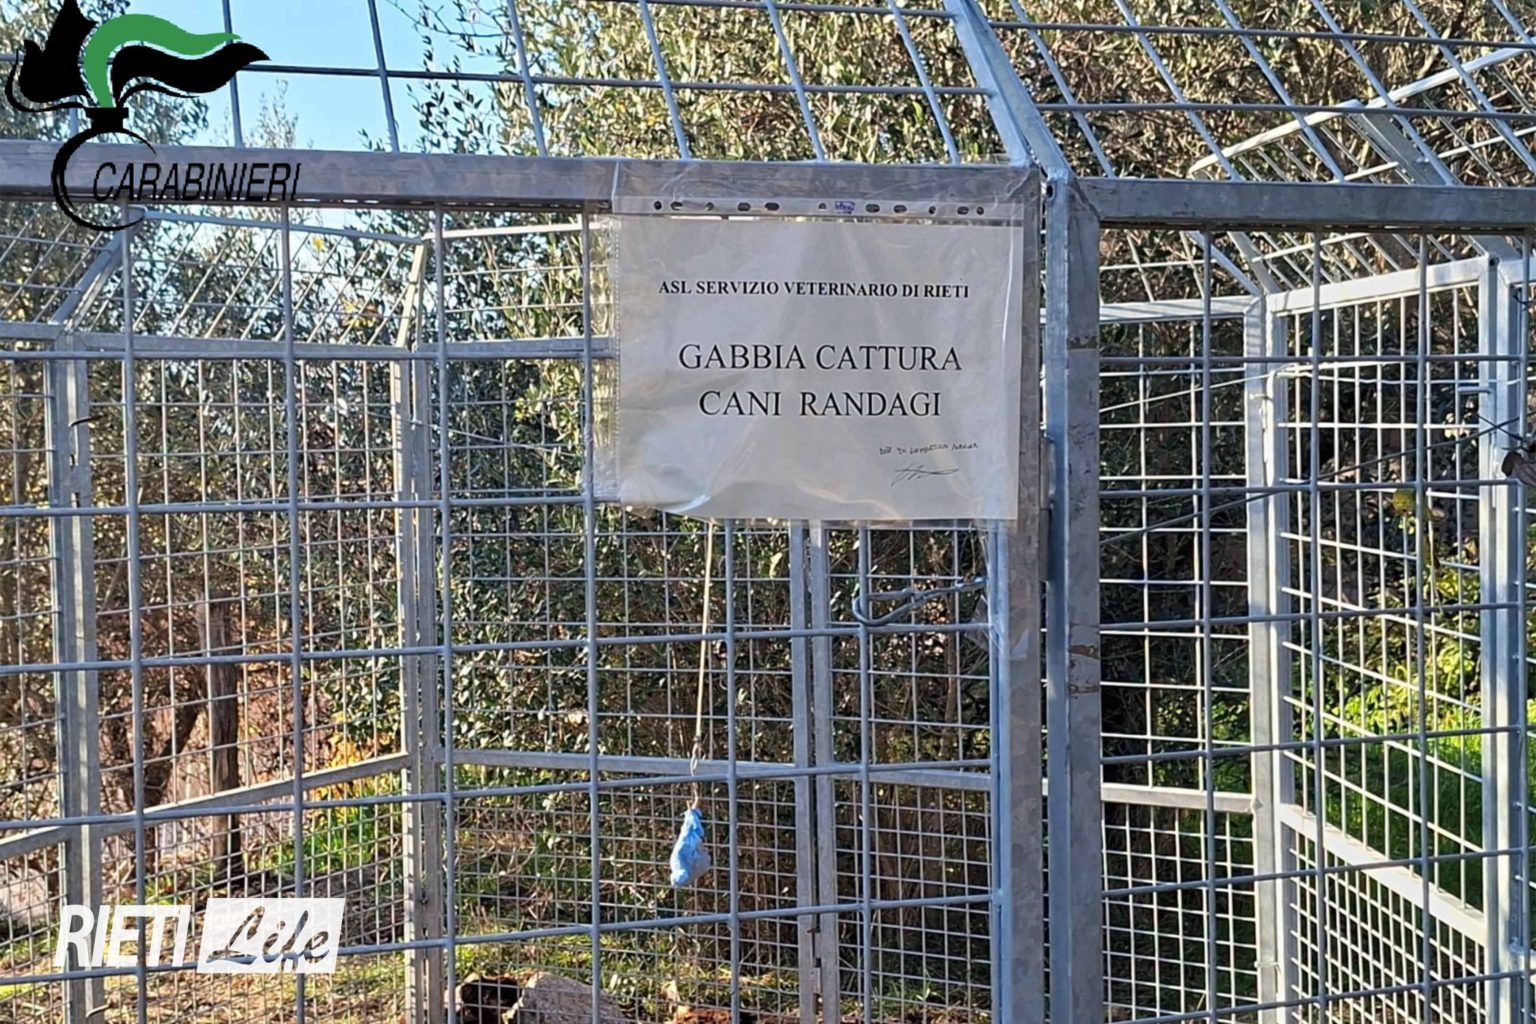 CARABINIERI
ASL SERVIZIO VETERINARIO DI RIETI
GABBIA CATTURA
CANI RANDAGI
RIETI Life